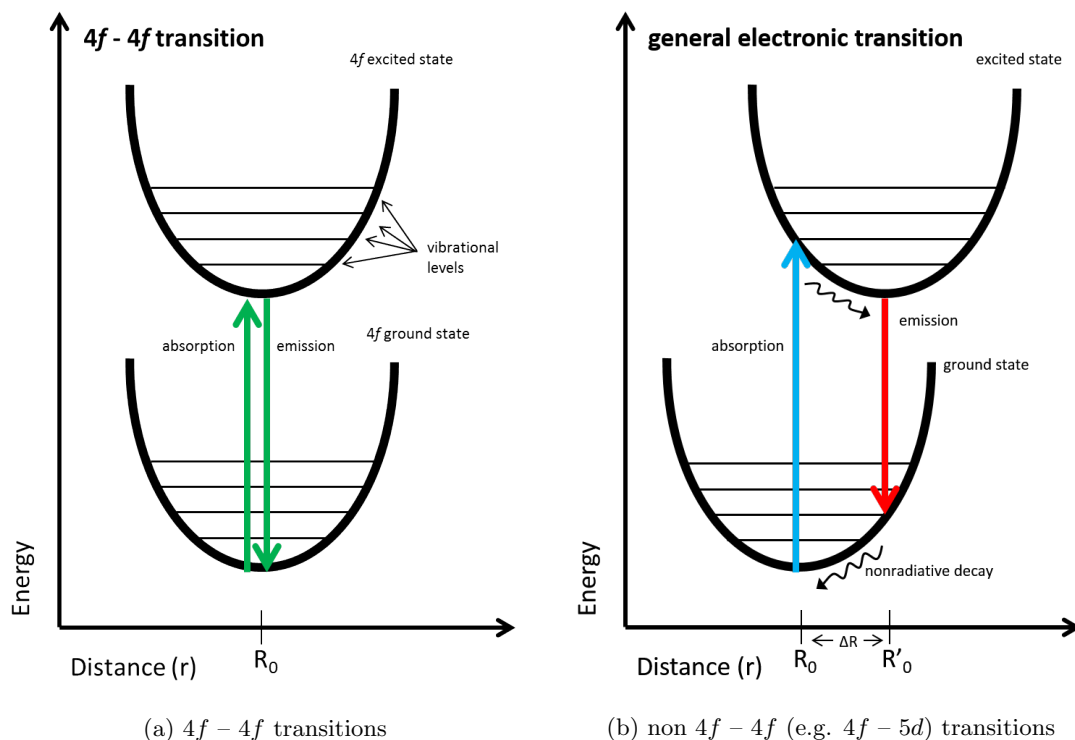 4f - 4f transition
4f excited state
vibrational
levels
4f ground state
absorption
emission
Energy
Distance (r)
R₀
(a) 4f – 4f transitions
general electronic transition
excited state
emission
absorption
ground state
nonradiative decay
Energy
Distance (r)
R₀
ΔR
R’₀
(b) non 4f – 4f (e.g. 4f – 5d) transitions